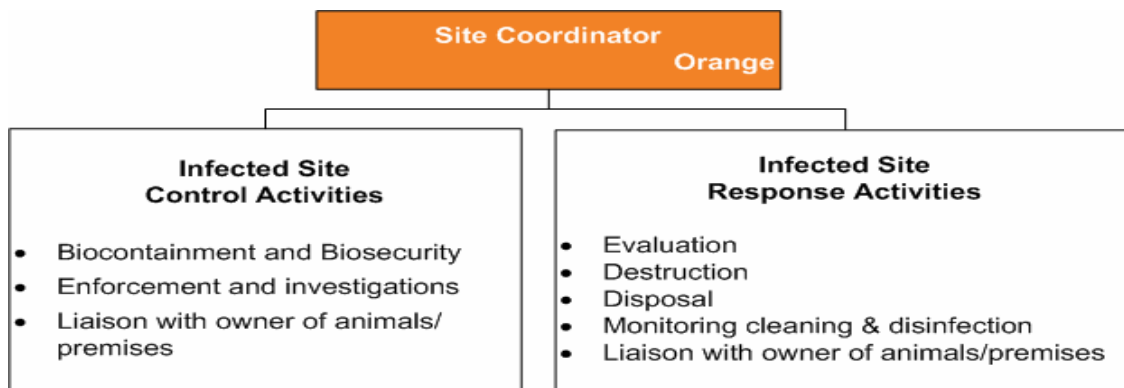 Site Coordinator
Orange
Infected Site
Control Activities
• Biocontainment and Biosecurity
• Enforcement and investigations
• Liaison with owner of animals/
premises
Infected Site
Response Activities
• Evaluation
• Destruction
• Disposal
• Monitoring cleaning & disinfection
• Liaison with owner of animals/premises